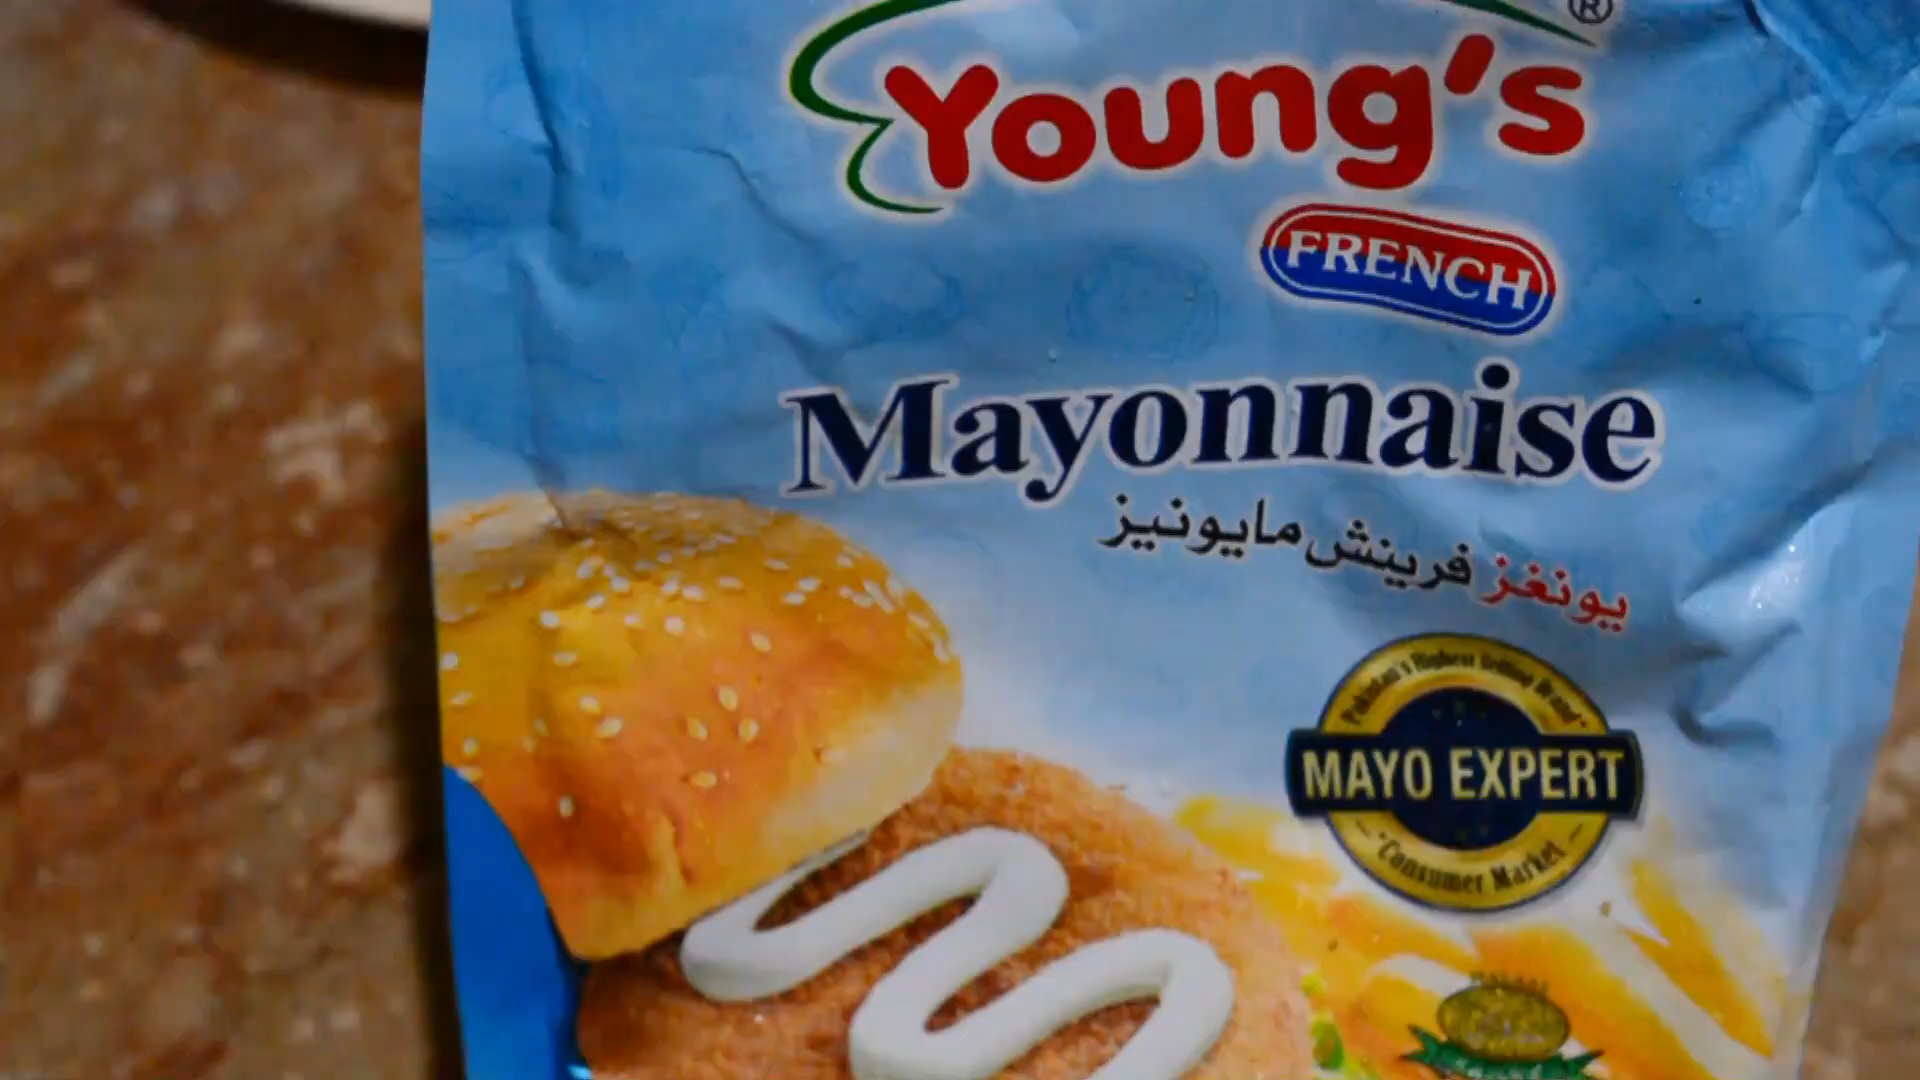 Young's®
FRENCH
Mayonnaise
یونغز فرینش مایونیز
Pakistan's Highest Selling Brand
MAYO EXPERT
"Consumer Market"